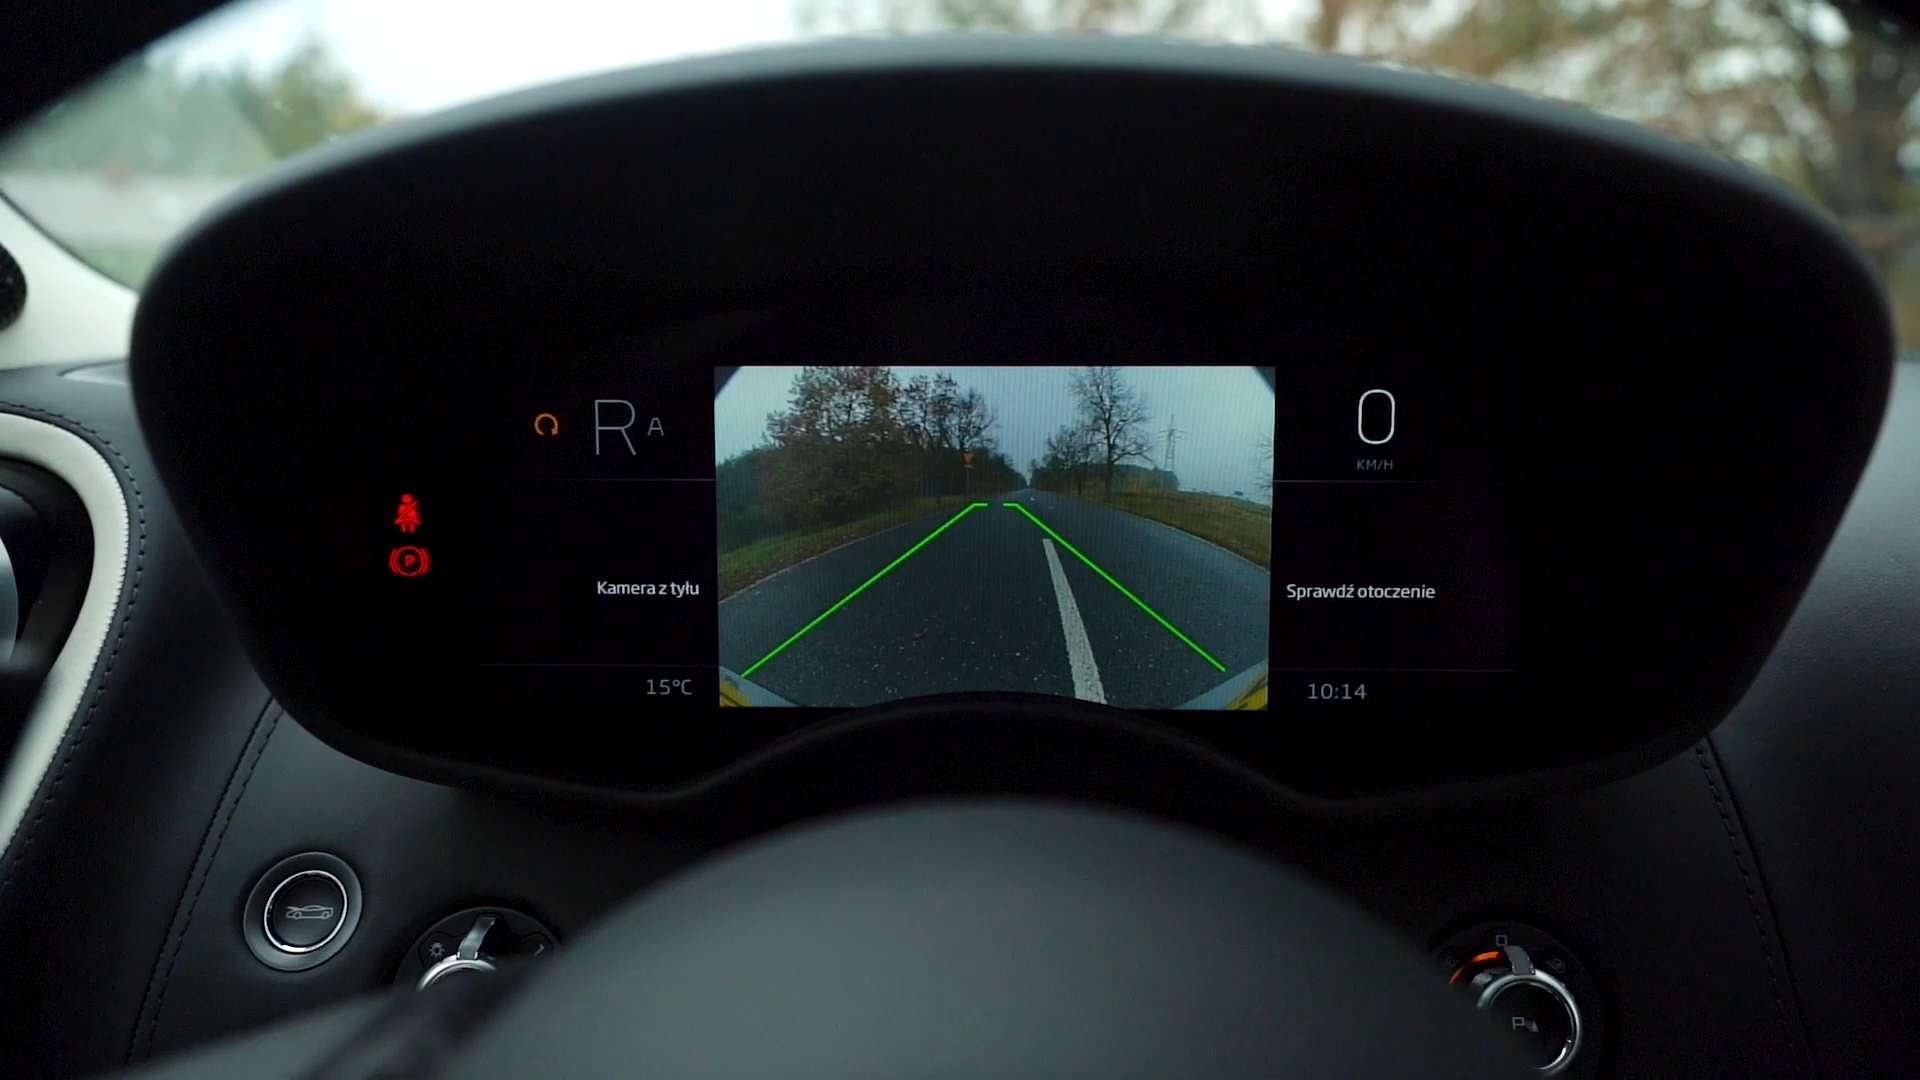 R A
0
KM/H
P
Kamera z tyłu
Sprawdź otoczenie
15°C
10:14
P